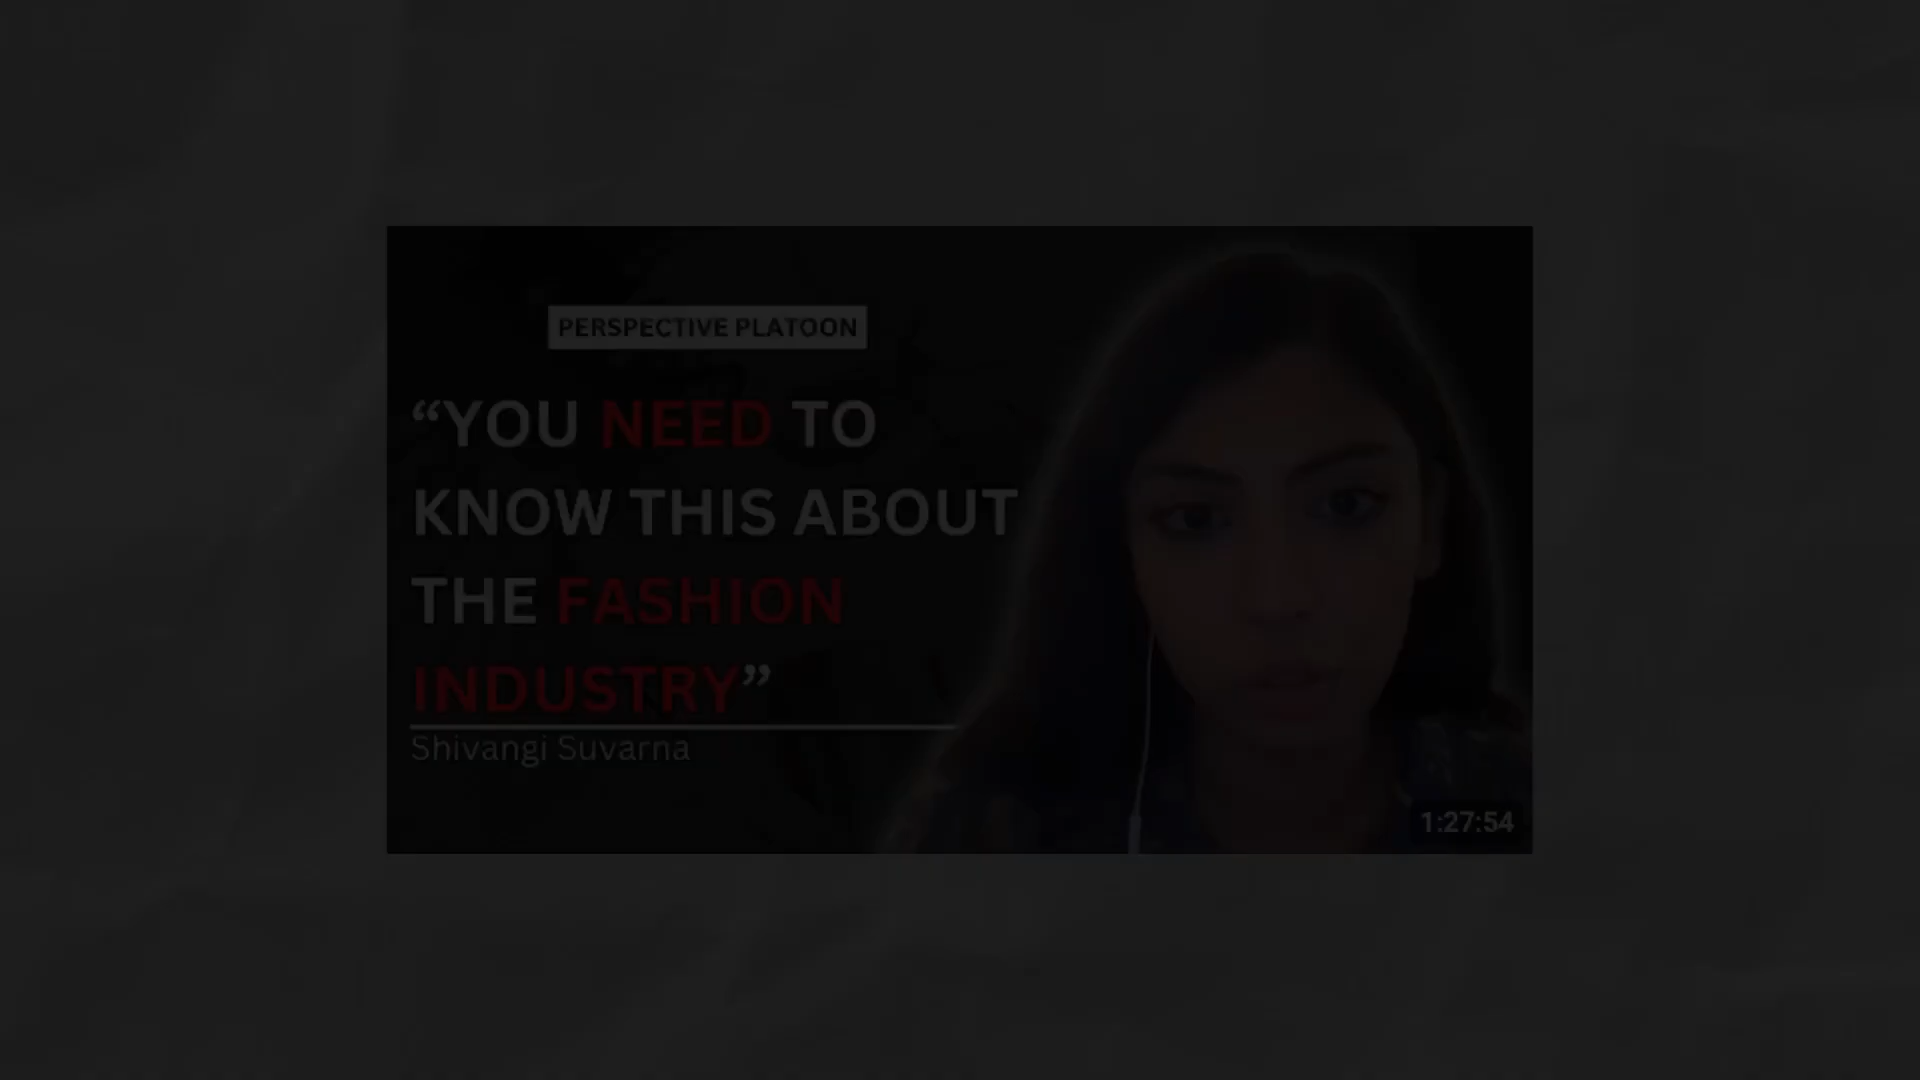 PERSPECTIVE PLATOON
“YOU NEED TO
KNOW THIS ABOUT
THE FASHION
INDUSTRY”
Shivangi Suvarna
1:27:54